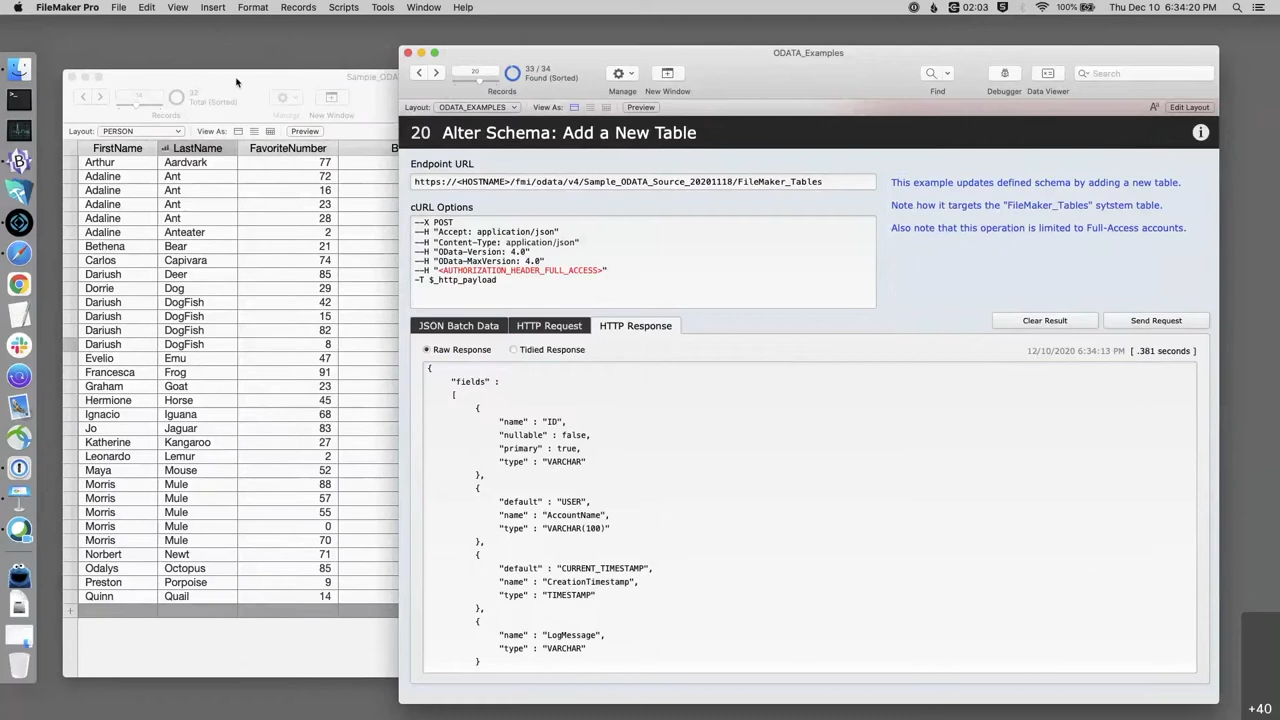 FileMaker Pro File Edit View Insert Format Records Scripts Tools Window Help 02:03 100% Thu Dec 10 6:34:20 PM
Sample_ODA
14 33 Total (Sorted)
Records Manage New Window
Layout: PERSON View As: Preview
FirstName LastName FavoriteNumber B
Arthur Aardvark 77
Adaline Ant 72
Adaline Ant 16
Adaline Ant 23
Adaline Ant 28
Adaline Anteater 2
Bethena Bear 21
Carlos Capivara 74
Dariush Deer 85
Dorrie Dog 29
Dariush DogFish 42
Dariush DogFish 15
Dariush DogFish 82
Dariush DogFish 8
Evelio Emu 47
Francesca Frog 91
Graham Goat 23
Hermione Horse 45
Ignacio Iguana 68
Jo Jaguar 83
Katherine Kangaroo 27
Leonardo Lemur 2
Maya Mouse 52
Morris Mule 88
Morris Mule 57
Morris Mule 55
Morris Mule 0
Morris Mule 70
Norbert Newt 71
Odalys Octopus 85
Preston Porpoise 9
Quinn Quail 14
ODATA_Examples
20 33 / 34 Found (Sorted)
Records Manage New Window Find Debugger Data Viewer Search
Layout: ODATA_EXAMPLES View As: Preview Edit Layout
20 Alter Schema: Add a New Table
Endpoint URL
https://<HOSTNAME>/fmi/odata/v4/Sample_ODATA_Source_20201118/FileMaker_Tables
cURL Options
--X POST
--H "Accept: application/json"
--H "Content-Type: application/json"
--H "OData-Version: 4.0"
--H "OData-MaxVersion: 4.0"
--H "<AUTHORIZATION_HEADER_FULL_ACCESS>"
-T $_http_payload
This example updates defined schema by adding a new table.
Note how it targets the "FileMaker_Tables" sytstem table.
Also note that this operation is limited to Full-Access accounts.
JSON Batch Data HTTP Request HTTP Response
Clear Result Send Request
Raw Response Tidied Response
12/10/2020 6:34:13 PM [ .381 seconds ]
{
"fields" :
[
{
"name" : "ID",
"nullable" : false,
"primary" : true,
"type" : "VARCHAR"
},
{
"default" : "USER",
"name" : "AccountName",
"type" : "VARCHAR(100)"
},
{
"default" : "CURRENT_TIMESTAMP",
"name" : "CreationTimestamp",
"type" : "TIMESTAMP"
},
{
"name" : "LogMessage",
"type" : "VARCHAR"
}
+40